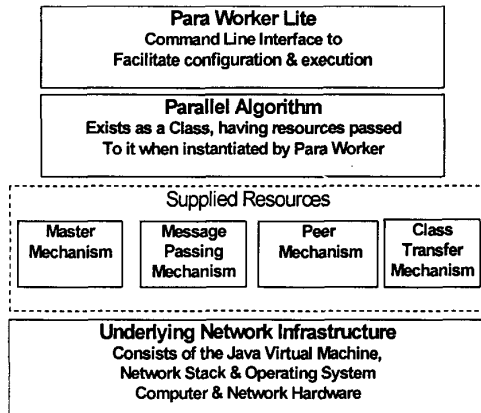 Para Worker Lite
Command Line Interface to
Facilitate configuration & execution
Parallel Algorithm
Exists as a Class, having resources passed
To it when instantiated by Para Worker
Supplied Resources
Master
Mechanism
Message
Passing
Mechanism
Peer
Mechanism
Class
Transfer
Mechanism
Underlying Network Infrastructure
Consists of the Java Virtual Machine,
Network Stack & Operating System
Computer & Network Hardware